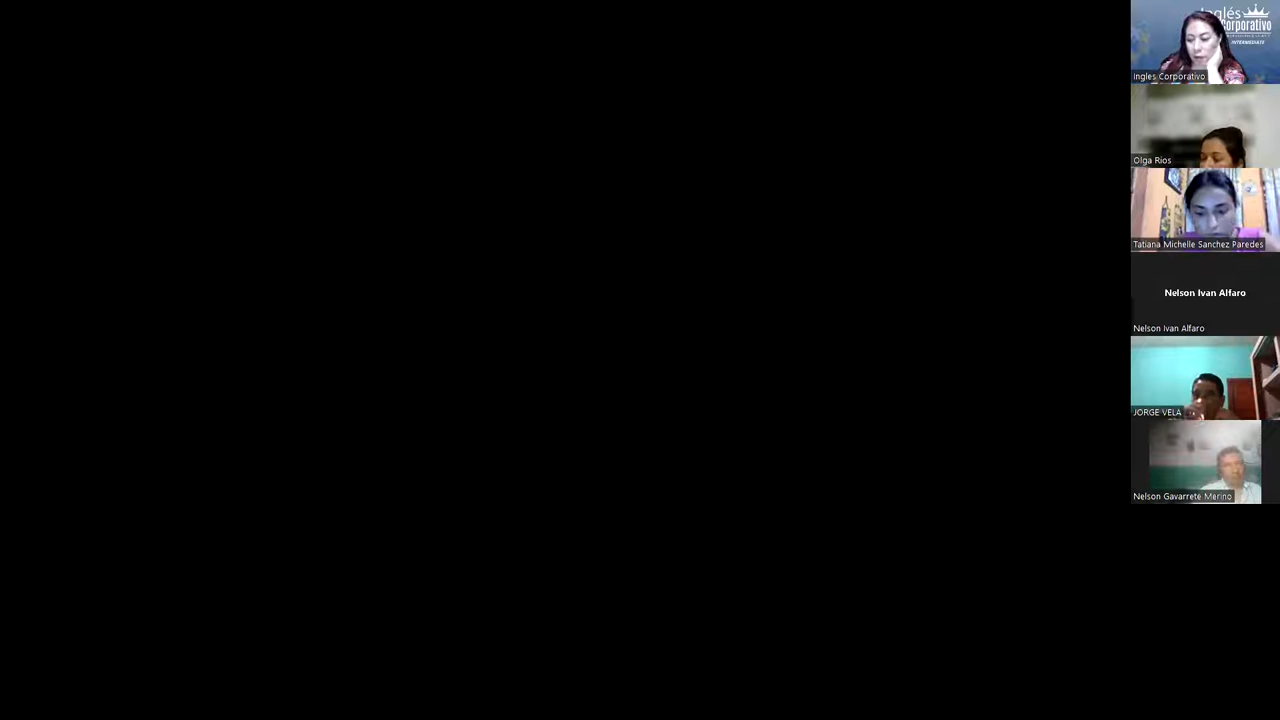 Inglés
Corporativo
INTERMEDIATE
Ingles Corporativo
Olga Rios
Tatiana Michelle Sanchez Paredes
Nelson Ivan Alfaro
Nelson Ivan Alfaro
JORGE VELA
Nelson Gavarrete Merino